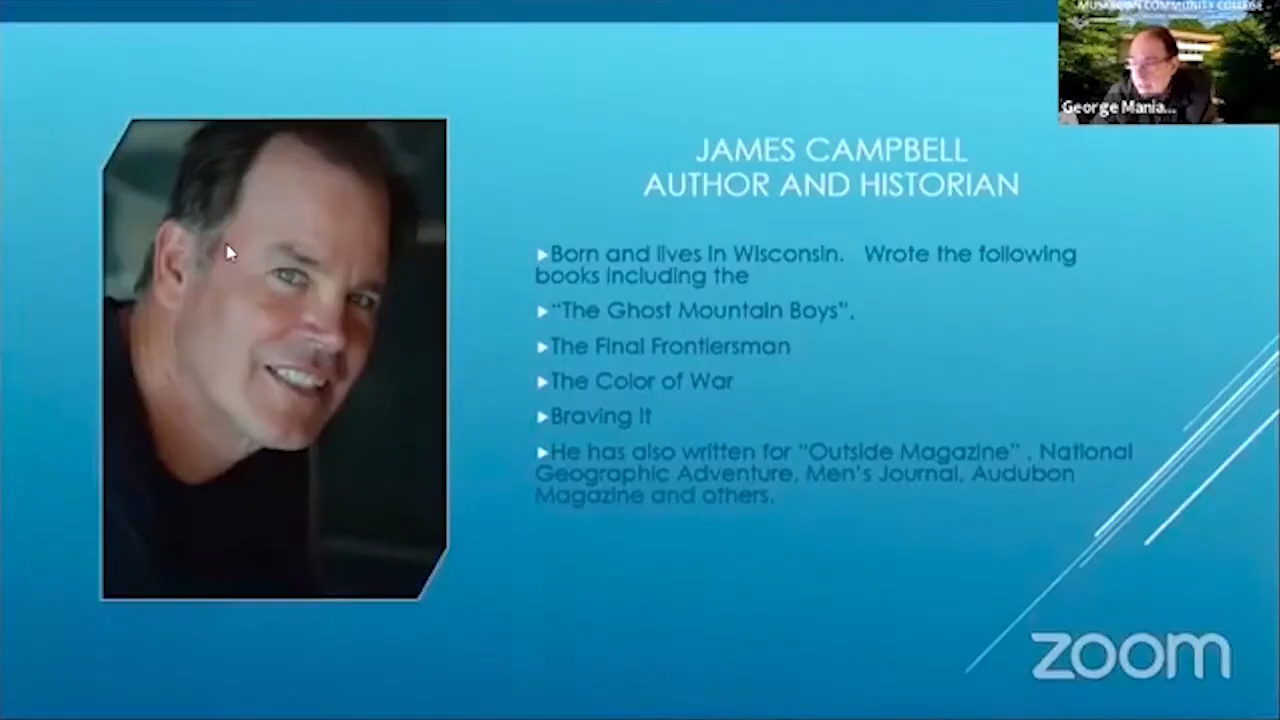 MUSKEGON COMMUNITY COLLEGE
George Mania...
JAMES CAMPBELL
AUTHOR AND HISTORIAN
Born and lives in Wisconsin. Wrote the following
books including the
“The Ghost Mountain Boys”.
The Final Frontiersman
The Color of War
Braving It
He has also written for “Outside Magazine” . National
Geographic Adventure, Men’s Journal, Audubon
Magazine and others.
zoom